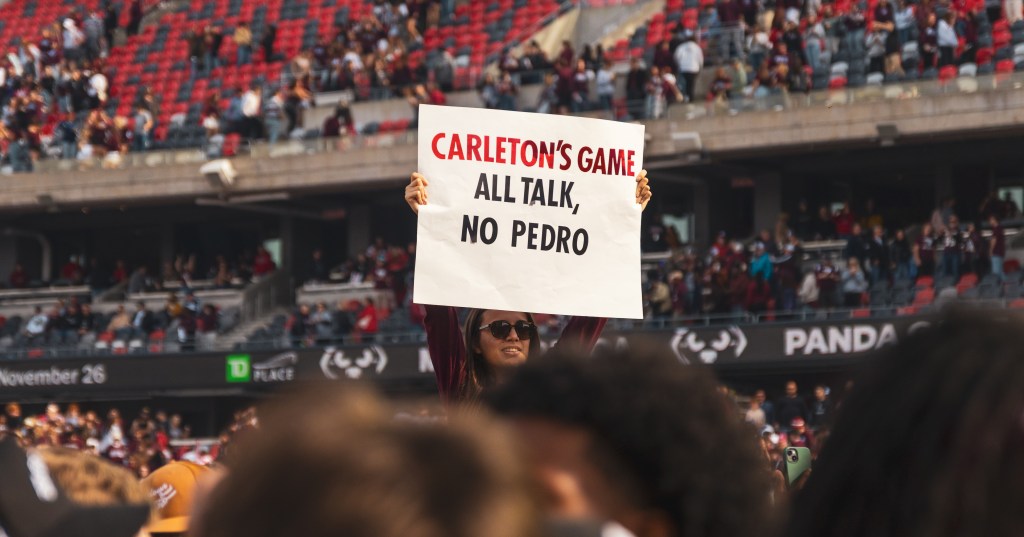 CARLETON'S GAME
ALL TALK,
NO PEDRO
November 26
TD
PLACE
PANDA